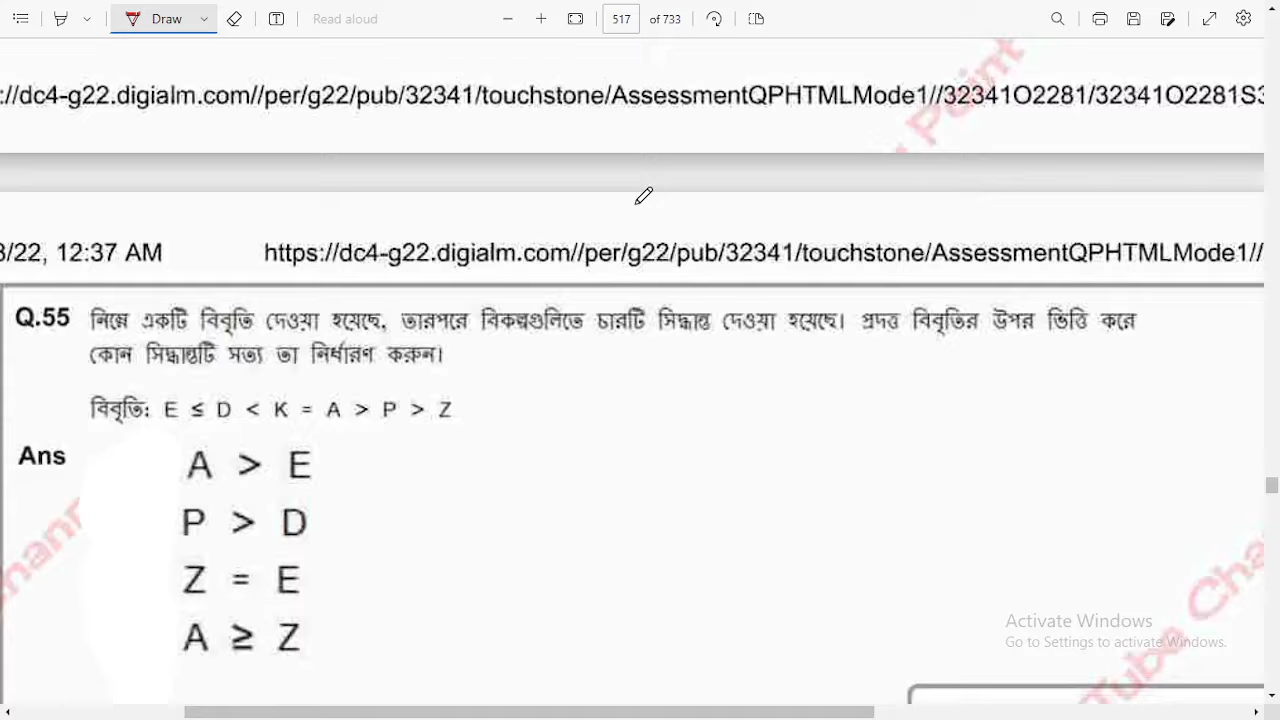 Draw
Read aloud
517 of 733
://dc4-g22.digialm.com//per/g22/pub/32341/touchstone/AssessmentQPHTMLMode1//32341O2281/32341O2281S3
Point
3/22, 12:37 AM https://dc4-g22.digialm.com//per/g22/pub/32341/touchstone/AssessmentQPHTMLMode1//
Q.55 নিম্নে একটি বিবৃতি দেওয়া হয়েছে, তারপরে বিকল্পগুলিতে চারটি সিদ্ধান্ত দেওয়া হয়েছে। প্রদত্ত বিবৃতির উপর ভিত্তি করে
কোন সিদ্ধান্তটি সত্য তা নির্ধারণ করুন।
বিবৃতি: E ≤ D < K = A > P > Z
Ans A > E
P > D
Z = E
A ≥ Z
Activate Windows
Go to Settings to activate Windows.
Tube Cha